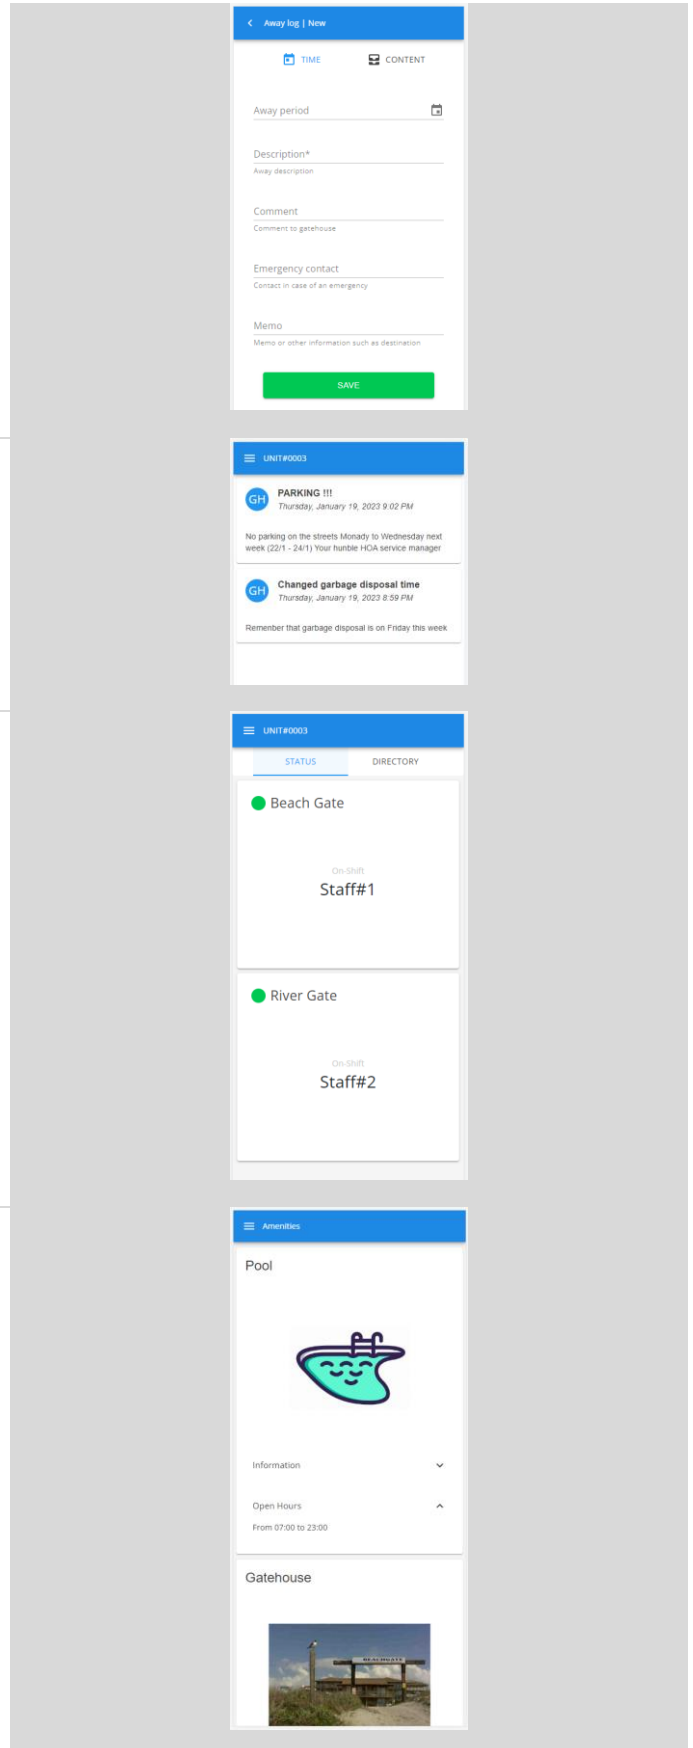 Away log | New
TIME
CONTENT
Away period
Description*
Away description
Comment
Comment to gatehouse
Emergency contact
Contact in case of an emergency
Memo
Memo or other information such as destination
SAVE
UNIT#0003
GH
PARKING !!!
Thursday, January 19, 2023 9:02 PM
No parking on the streets Monady to Wednesday next
week (22/1 - 24/1) Your hunble HOA service manager
GH
Changed garbage disposal time
Thursday, January 19, 2023 8:59 PM
Remenber that garbage disposal is on Friday this week
UNIT#0003
STATUS
DIRECTORY
Beach Gate
On-Shift
Staff#1
River Gate
On-Shift
Staff#2
Amenities
Pool
Information
Open Hours
From 07:00 to 23:00
Gatehouse
BEACHGATE